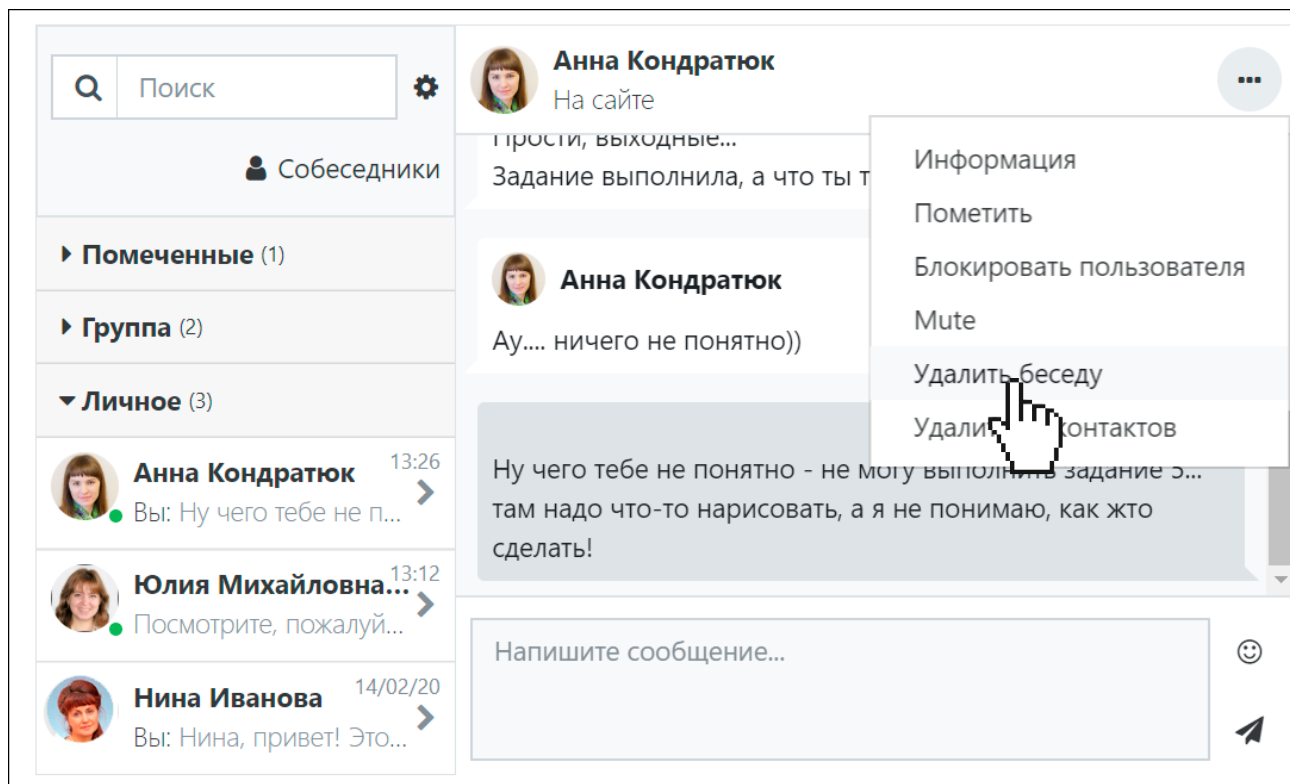 Поиск
Собеседники
Помеченные (1)
Группа (2)
Личное (3)
Анна Кондратюк 13:26
Вы: Ну чего тебе не п...
Юлия Михайловна... 13:12
Посмотрите, пожалуй...
Нина Иванова 14/02/20
Вы: Нина, привет! Это...
Анна Кондратюк
На сайте
Прости, выходные...
Задание выполнила, а что ты т
Анна Кондратюк
Ау.... ничего не понятно))
Ну чего тебе не понятно - не могу выполнить задание 5...
там надо что-то нарисовать, а я не понимаю, как жто
сделать!
Напишите сообщение...
Информация
Пометить
Блокировать пользователя
Mute
Удалить беседу
Удали контактов